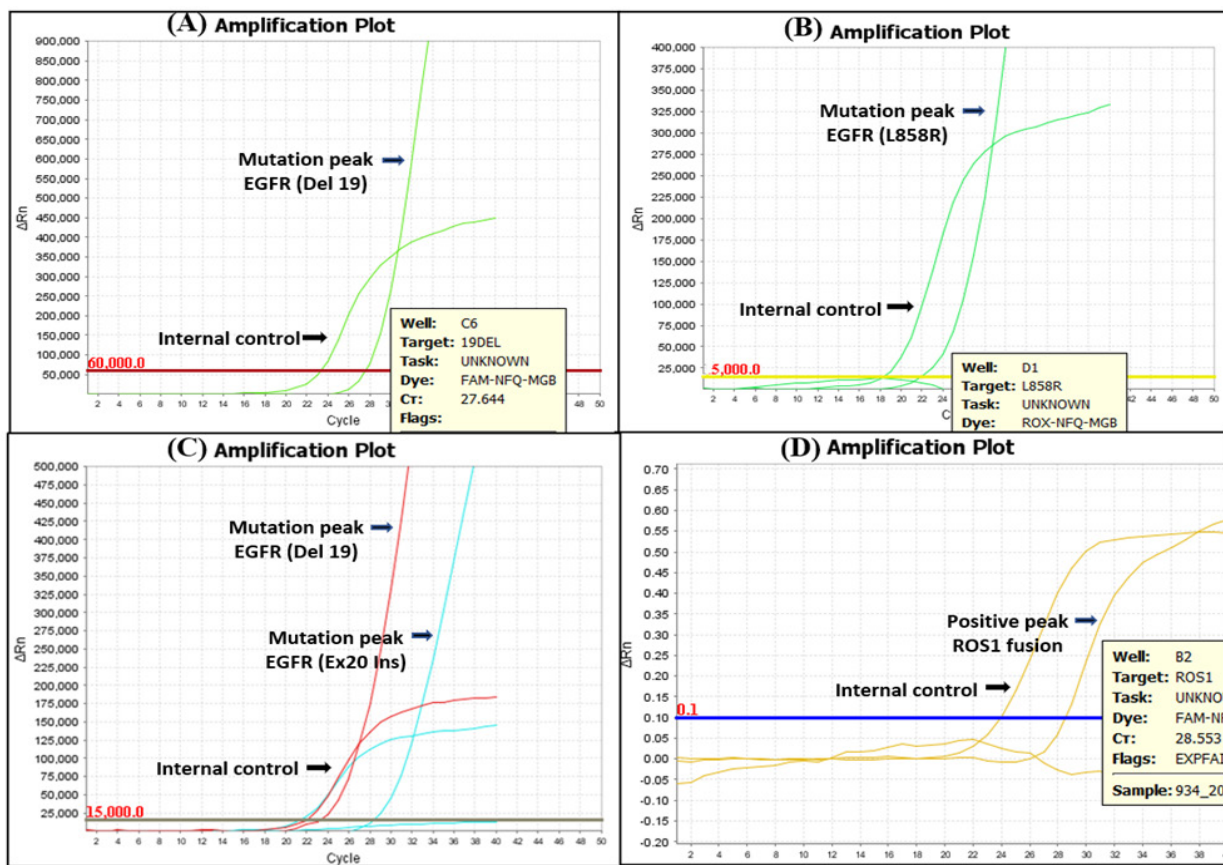 (A) Amplification Plot
900,000
850,000
800,000
750,000
700,000
650,000
600,000
550,000
500,000
450,000
400,000
350,000
300,000
250,000
200,000
150,000
100,000
50,000
ΔRn
Mutation peak
EGFR (Del 19)
Internal control
60,000.0
Well: C6
Target: 19DEL
Task: UNKNOWN
Dye: FAM-NFQ-MGB
Cт: 27.644
Flags:
2 4 6 8 10 12 14 16 18 20 22 24 26 28 30 48 50
Cycle
(B) Amplification Plot
400,000
375,000
350,000
325,000
300,000
275,000
250,000
225,000
200,000
175,000
150,000
125,000
100,000
75,000
50,000
25,000
ΔRn
Mutation peak
EGFR (L858R)
Internal control
5,000.0
Well: D1
Target: L858R
Task: UNKNOWN
Dye: ROX-NFQ-MGB
2 4 6 8 10 12 14 16 18 20 22 24 44 46 48 50
(C) Amplification Plot
500,000
475,000
450,000
425,000
400,000
375,000
350,000
325,000
300,000
275,000
250,000
225,000
200,000
175,000
150,000
125,000
100,000
75,000
50,000
25,000
ΔRn
Mutation peak
EGFR (Del 19)
Mutation peak
EGFR (Ex20 Ins)
Internal control
15,000.0
2 4 6 8 10 12 14 16 18 20 22 24 26 28 30 32 34 36 38 40 42 44 46 48 50
Cycle
(D) Amplification Plot
0.70
0.65
0.60
0.55
0.50
0.45
0.40
0.35
0.30
0.25
0.20
0.15
0.10
0.05
0.00
-0.05
-0.10
-0.15
-0.20
ΔRn
Positive peak
ROS1 fusion
Internal control
0.1
Well: B2
Target: ROS1
Task: UNKNOW
Dye: FAM-NF
Cт: 28.553
Flags: EXPFAI
Sample: 934_20
2 4 6 8 10 12 14 16 18 20 22 24 26 28 30 32 34 36 38
Cycle